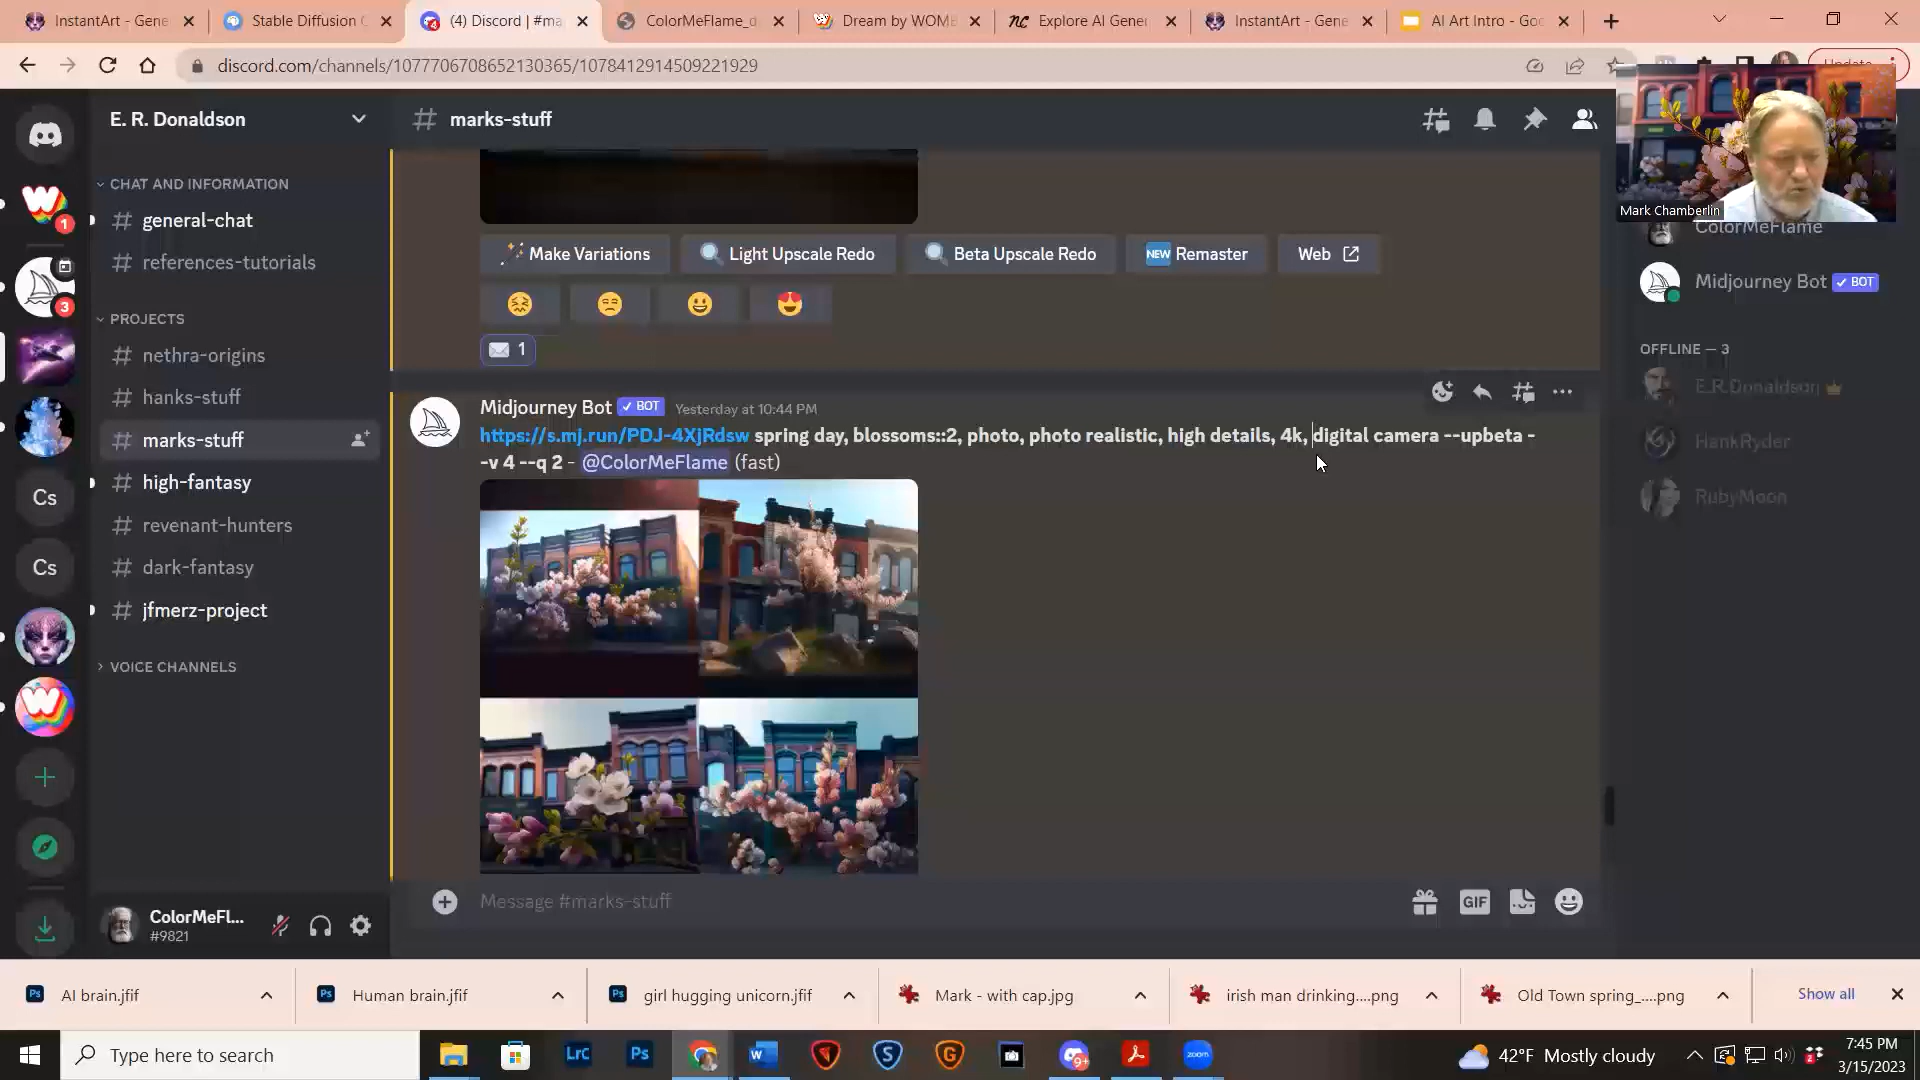 InstantArt - Gene
Stable Diffusion C
(4) Discord | #ma
ColorMeFlame_d
Dream by WOMB
Explore AI Gener
InstantArt - Gene
AI Art Intro - Goo
discord.com/channels/1077706708652130365/1078412914509221929
E. R. Donaldson
# marks-stuff
Mark Chamberlin
CHAT AND INFORMATION
# general-chat
# references-tutorials
PROJECTS
# nethra-origins
# hanks-stuff
# marks-stuff
# high-fantasy
# revenant-hunters
# dark-fantasy
# jfmerz-project
VOICE CHANNELS
1
3
Cs
Cs
ColorMeFl...
#9821
Make Variations
Light Upscale Redo
Beta Upscale Redo
NEW Remaster
Web
1
Midjourney Bot BOT Yesterday at 10:44 PM
https://s.mj.run/PDJ-4XjRdsw spring day, blossoms::2, photo, photo realistic, high details, 4k, digital camera --upbeta -
-v 4 --q 2 - @ColorMeFlame (fast)
Message #marks-stuff
GIF
ColorMeFlame
Midjourney Bot BOT
OFFLINE — 3
E.R.Donaldson
HankRyder
RubyMoon
AI brain.jfif
Human brain.jfif
girl hugging unicorn.jfif
Mark - with cap.jpg
irish man drinking....png
Old Town spring_....png
Show all
Type here to search
LrC
Ps
zoom
42°F Mostly cloudy
7:45 PM
3/15/2023